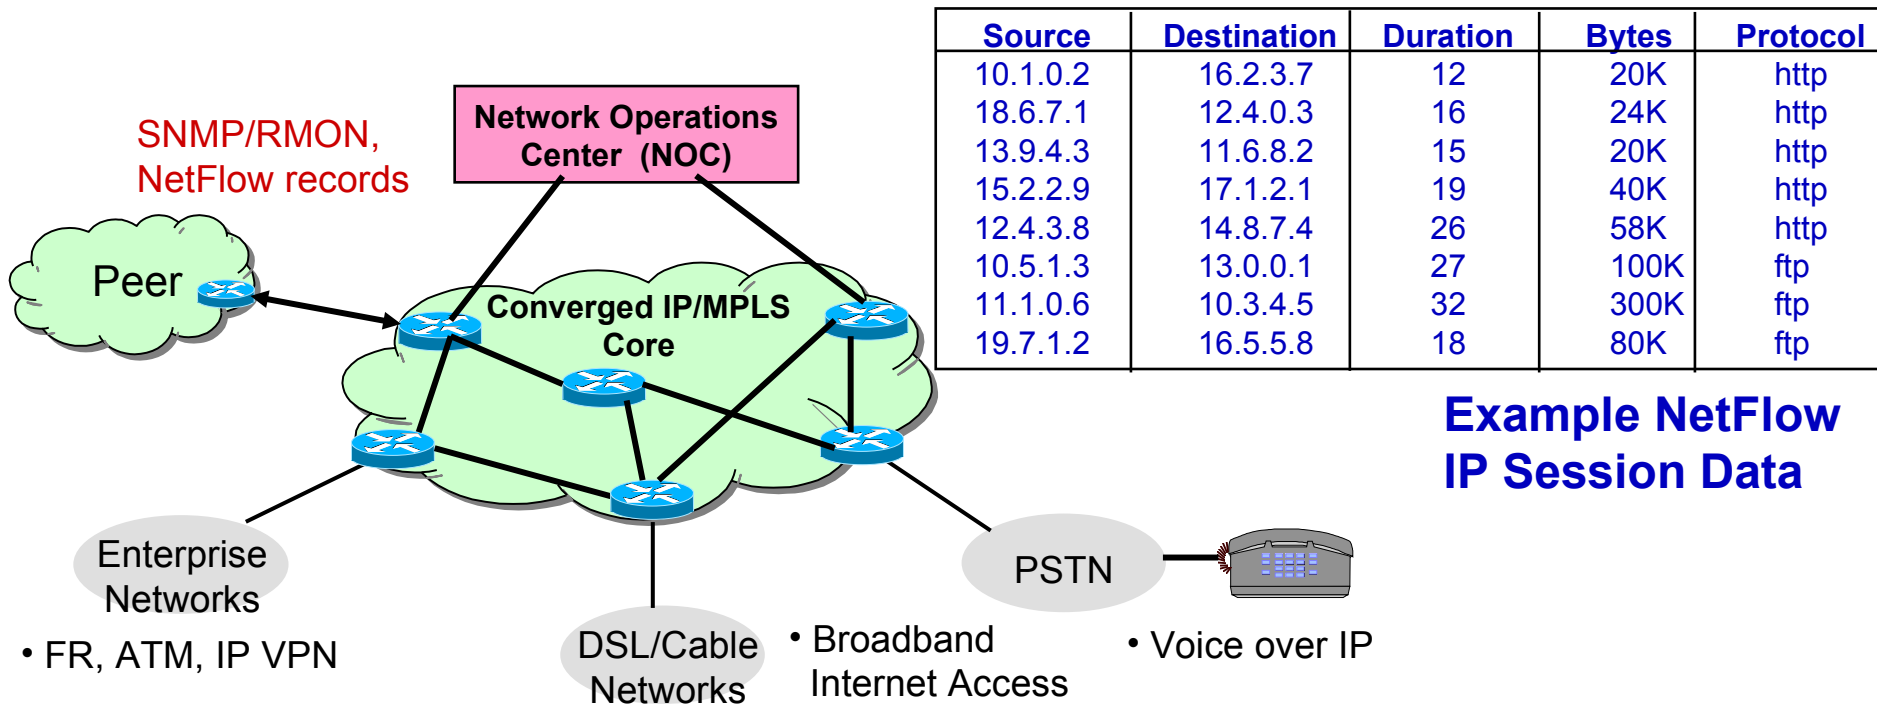 Source Destination Duration Bytes Protocol
10.1.0.2 16.2.3.7 12 20K http
18.6.7.1 12.4.0.3 16 24K http
13.9.4.3 11.6.8.2 15 20K http
15.2.2.9 17.1.2.1 19 40K http
12.4.3.8 14.8.7.4 26 58K http
10.5.1.3 13.0.0.1 27 100K ftp
11.1.0.6 10.3.4.5 32 300K ftp
19.7.1.2 16.5.5.8 18 80K ftp
Example NetFlow
IP Session Data
Network Operations
Center (NOC)
SNMP/RMON,
NetFlow records
Peer
Converged IP/MPLS
Core
Enterprise
Networks
• FR, ATM, IP VPN
DSL/Cable
Networks
• Broadband
Internet Access
PSTN
• Voice over IP